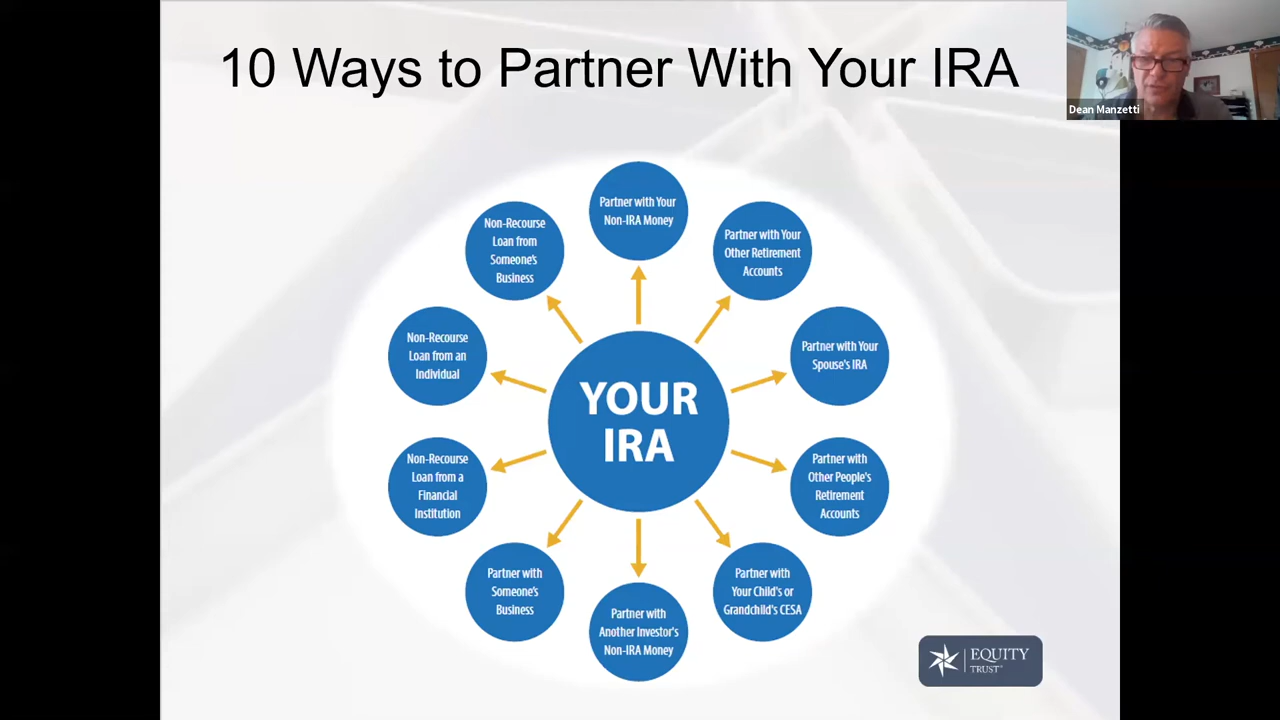 10 Ways to Partner With Your IRA
Dean Manzetti
Partner with Your
Non-IRA Money
Partner with Your
Other Retirement
Accounts
Partner with Your
Spouse's IRA
Partner with
Other People's
Retirement
Accounts
Partner with
Your Child's or
Grandchild's CESA
Partner with
Another Investor's
Non-IRA Money
Partner with
Someone's
Business
Non-Recourse
Loan from a
Financial
Institution
Non-Recourse
Loan from an
Individual
Non-Recourse
Loan from
Someone's
Business
YOUR
IRA
EQUITY
TRUST